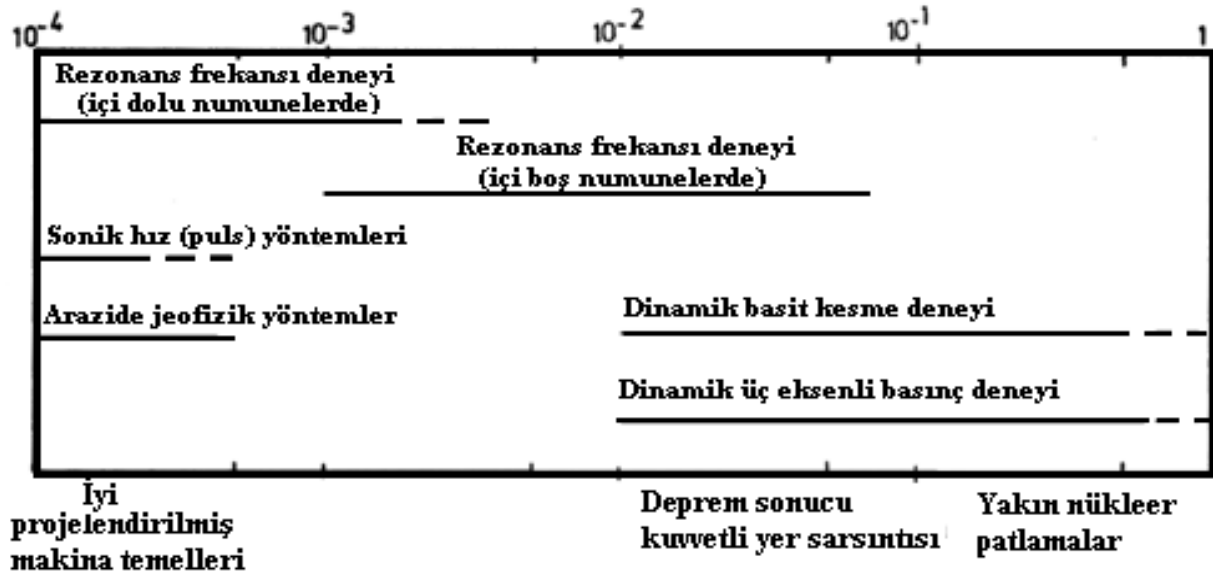 10⁻⁴ 10⁻³ 10⁻² 10⁻¹ 1
Rezonans frekansı deneyi
(içi dolu numunelerde)
Rezonans frekansı deneyi
(içi boş numunelerde)
Sonik hız (puls) yöntemleri
Arazide jeofizik yöntemler
Dinamik basit kesme deneyi
Dinamik üç eksenli basınç deneyi
İyi
projelendirilmiş
makina temelleri
Deprem sonucu
kuvvetli yer sarsıntısı
Yakın nükleer
patlamalar